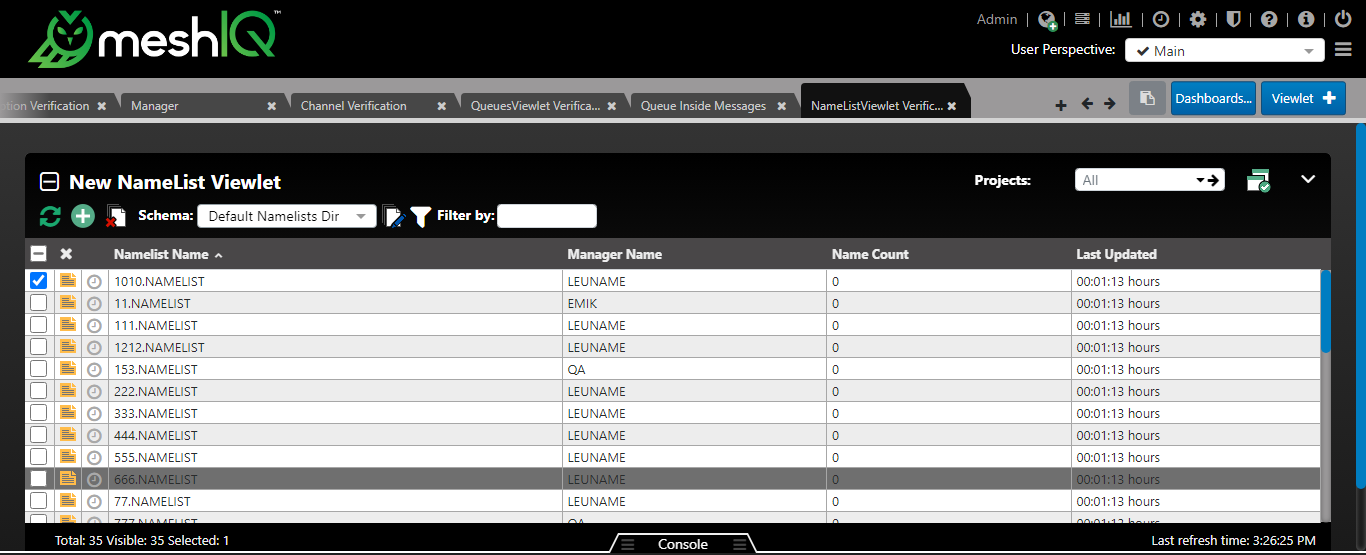 meshIQ™
Admin
User Perspective: Main
tion Verification
Manager
Channel Verification
QueuesViewlet Verifica...
Queue Inside Messages
NameListViewlet Verific...
Dashboards...
Viewlet
New NameList Viewlet
Projects: All
Schema: Default Namelists Dir Filter by:
Namelist Name Manager Name Name Count Last Updated
1010.NAMELIST LEUNAME 0 00:01:13 hours
11.NAMELIST EMIK 0 00:01:13 hours
111.NAMELIST LEUNAME 0 00:01:13 hours
1212.NAMELIST LEUNAME 0 00:01:13 hours
153.NAMELIST QA 0 00:01:13 hours
222.NAMELIST LEUNAME 0 00:01:13 hours
333.NAMELIST LEUNAME 0 00:01:13 hours
444.NAMELIST LEUNAME 0 00:01:13 hours
555.NAMELIST LEUNAME 0 00:01:13 hours
666.NAMELIST LEUNAME 0 00:01:13 hours
77.NAMELIST LEUNAME 0 00:01:13 hours
777.NAMELIST QA 0 00:01:13 hours
Total: 35 Visible: 35 Selected: 1
Console
Last refresh time: 3:26:25 PM